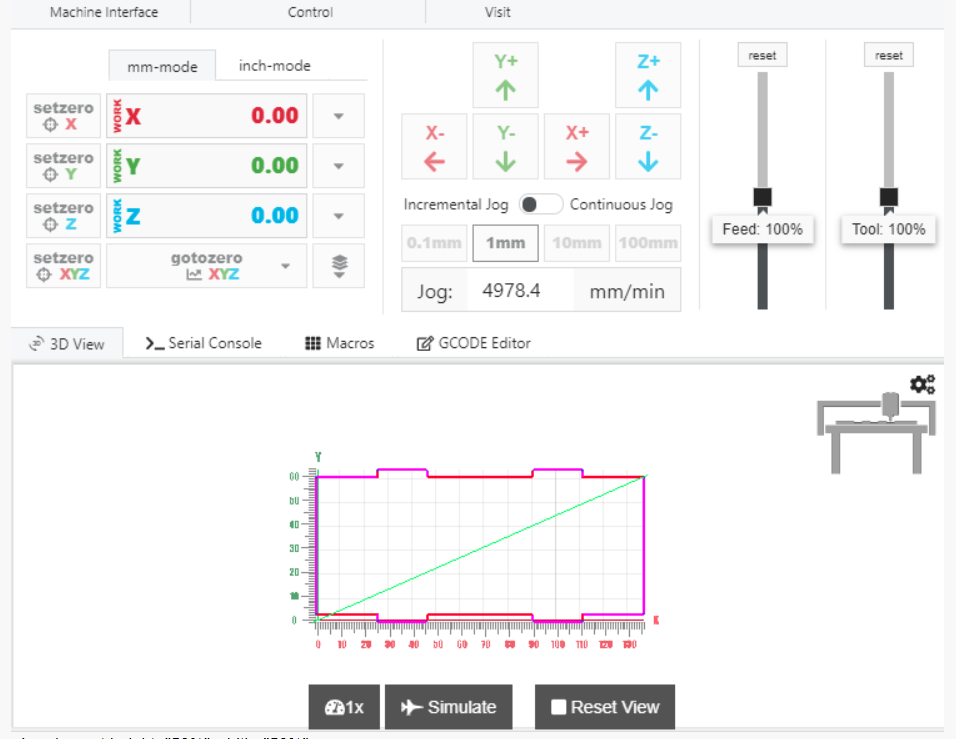 Machine Interface Control Visit
mm-mode inch-mode
setzero X WORK X 0.00
setzero Y WORK Y 0.00
setzero Z WORK Z 0.00
setzero XYZ gotozero XYZ
Y+ Z+
X- Y- X+ Z-
Incremental Jog Continuous Jog
0.1mm 1mm 10mm 100mm
Jog: 4978.4 mm/min
reset reset
Feed: 100% Tool: 100%
3D View Serial Console Macros GCODE Editor
Y
60
50
40
30
20
10
0
X
0 10 20 30 40 50 60 70 80 90 100 110 120 130
1x Simulate Reset View